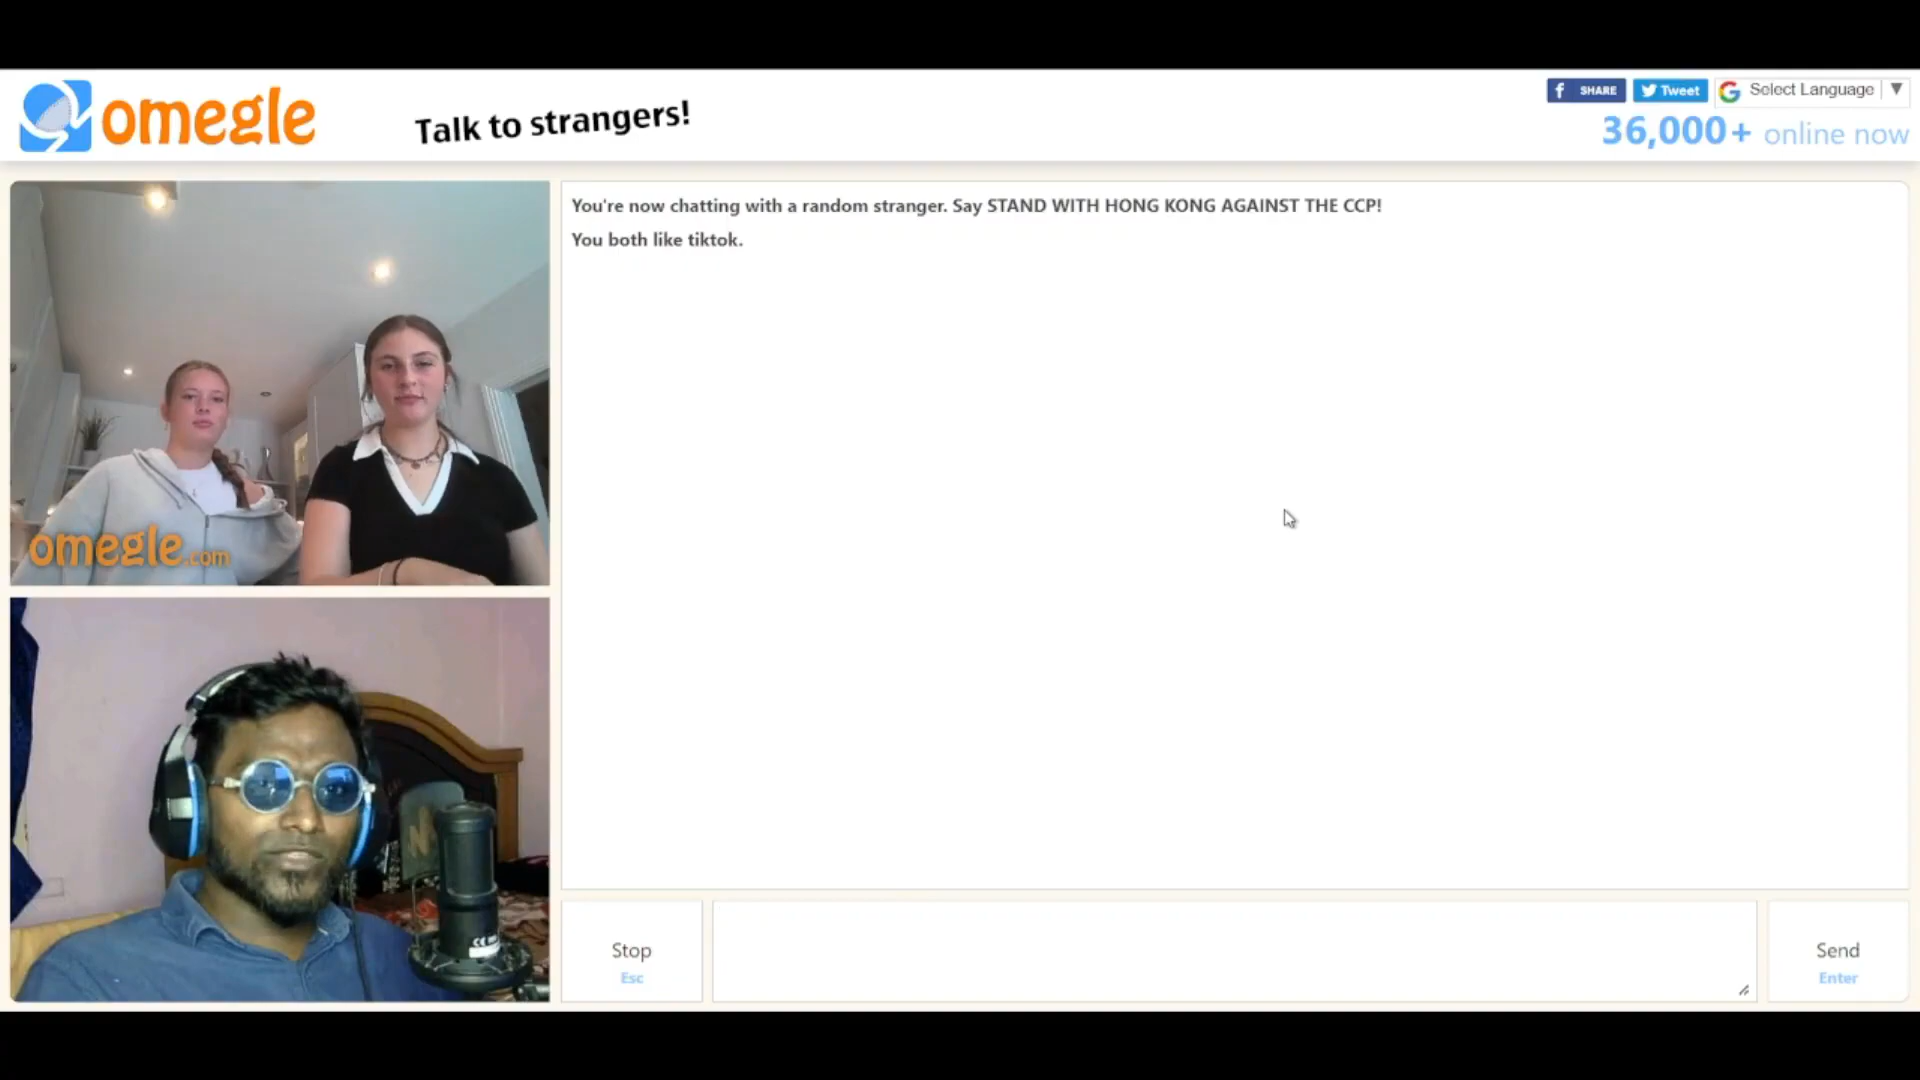 omegle
Talk to strangers!
f SHARE
Tweet
G Select Language ▼
36,000+ online now
You're now chatting with a random stranger. Say STAND WITH HONG KONG AGAINST THE CCP!
You both like tiktok.
omegle.com
Stop
Esc
Send
Enter